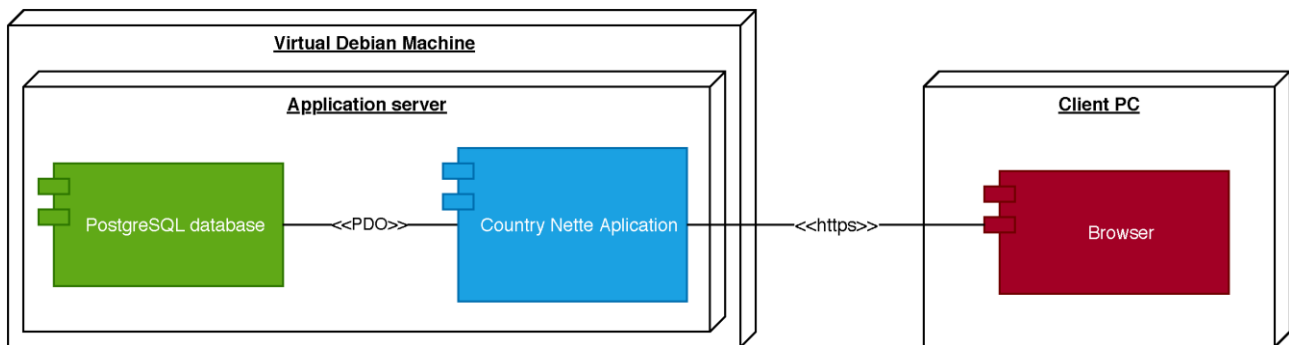 Virtual Debian Machine
Application server
Client PC
PostgreSQL database
<<PDO>>
Country Nette Aplication
<<https>>
Browser